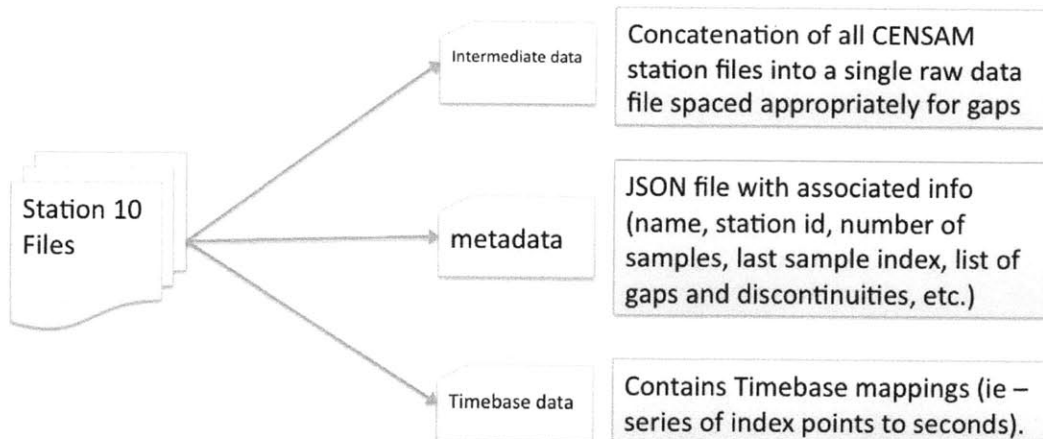 Station 10
Files
Intermediate data
Concatenation of all CENSAM
station files into a single raw data
file spaced appropriately for gaps
metadata
JSON file with associated info
(name, station id, number of
samples, last sample index, list of
gaps and discontinuities, etc.)
Timebase data
Contains Timebase mappings (ie –
series of index points to seconds).